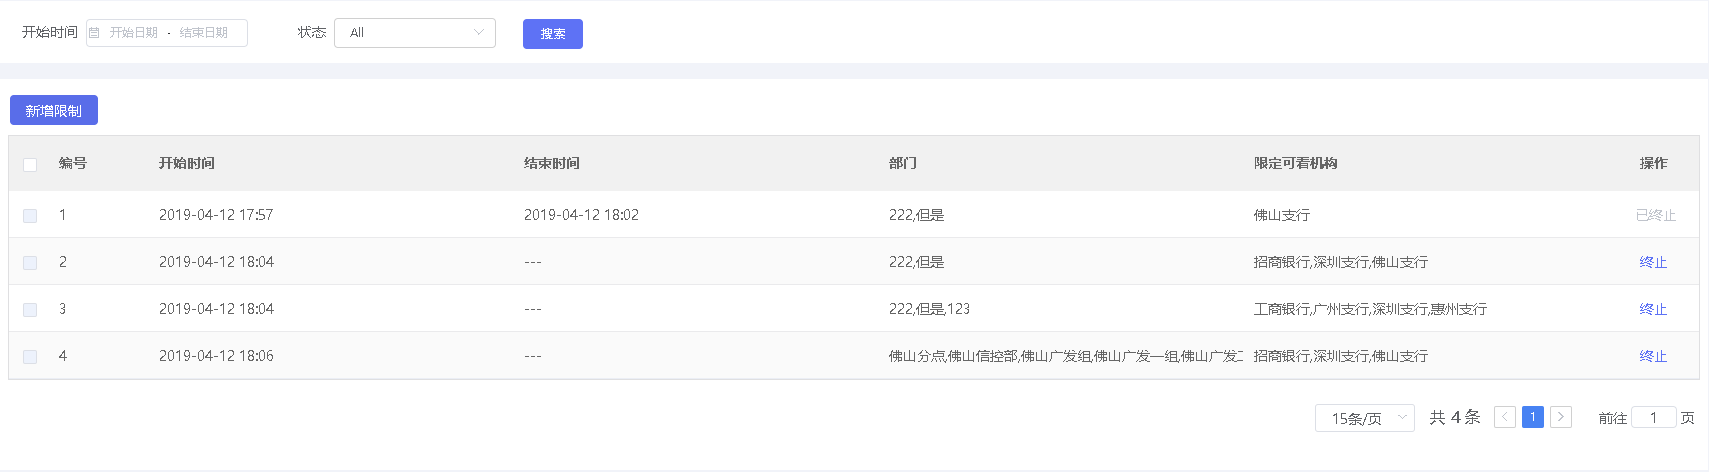 开始时间 开始日期 - 结束日期 状态 All 搜索
新增限制
编号 开始时间 结束时间 部门 限定可看机构 操作
1 2019-04-12 17:57 2019-04-12 18:02 222,但是 佛山支行 已终止
2 2019-04-12 18:04 --- 222,但是 招商银行,深圳支行,佛山支行 终止
3 2019-04-12 18:04 --- 222,但是,123 工商银行,广州支行,深圳支行,惠州支行 终止
4 2019-04-12 18:06 --- 佛山分点,佛山信控部,佛山广发组,佛山广发一组,佛山广发 招商银行,深圳支行,佛山支行 终止
15条/页 共 4 条 1 前往 1 页